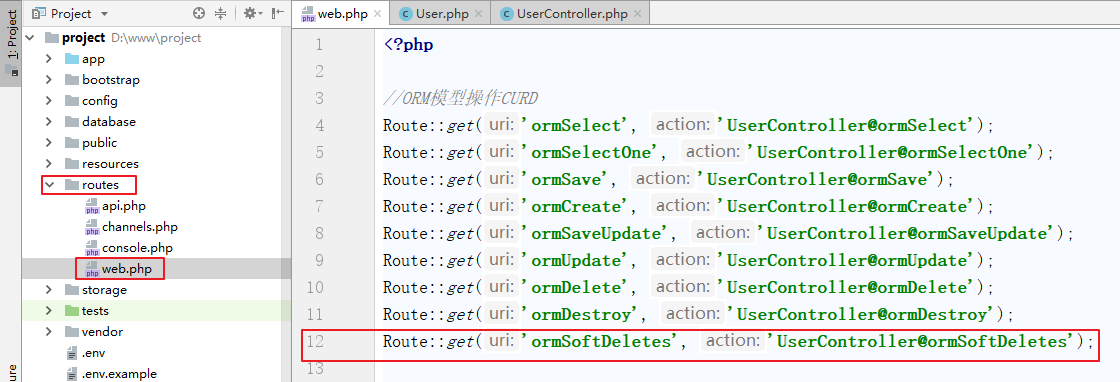 1: Project
Project
web.php
User.php
UserController.php
project D:\www\project
app
bootstrap
config
database
public
resources
routes
api.php
channels.php
console.php
web.php
storage
tests
vendor
.env
.env.example
1 <?php
2
3 //ORM模型操作CURD
4 Route::get( uri: 'ormSelect', action: 'UserController@ormSelect');
5 Route::get( uri: 'ormSelectOne', action: 'UserController@ormSelectOne');
6 Route::get( uri: 'ormSave', action: 'UserController@ormSave');
7 Route::get( uri: 'ormCreate', action: 'UserController@ormCreate');
8 Route::get( uri: 'ormSaveUpdate', action: 'UserController@ormSaveUpdate');
9 Route::get( uri: 'ormUpdate', action: 'UserController@ormUpdate');
10 Route::get( uri: 'ormDelete', action: 'UserController@ormDelete');
11 Route::get( uri: 'ormDestroy', action: 'UserController@ormDestroy');
12 Route::get( uri: 'ormSoftDeletes', action: 'UserController@ormSoftDeletes');
13